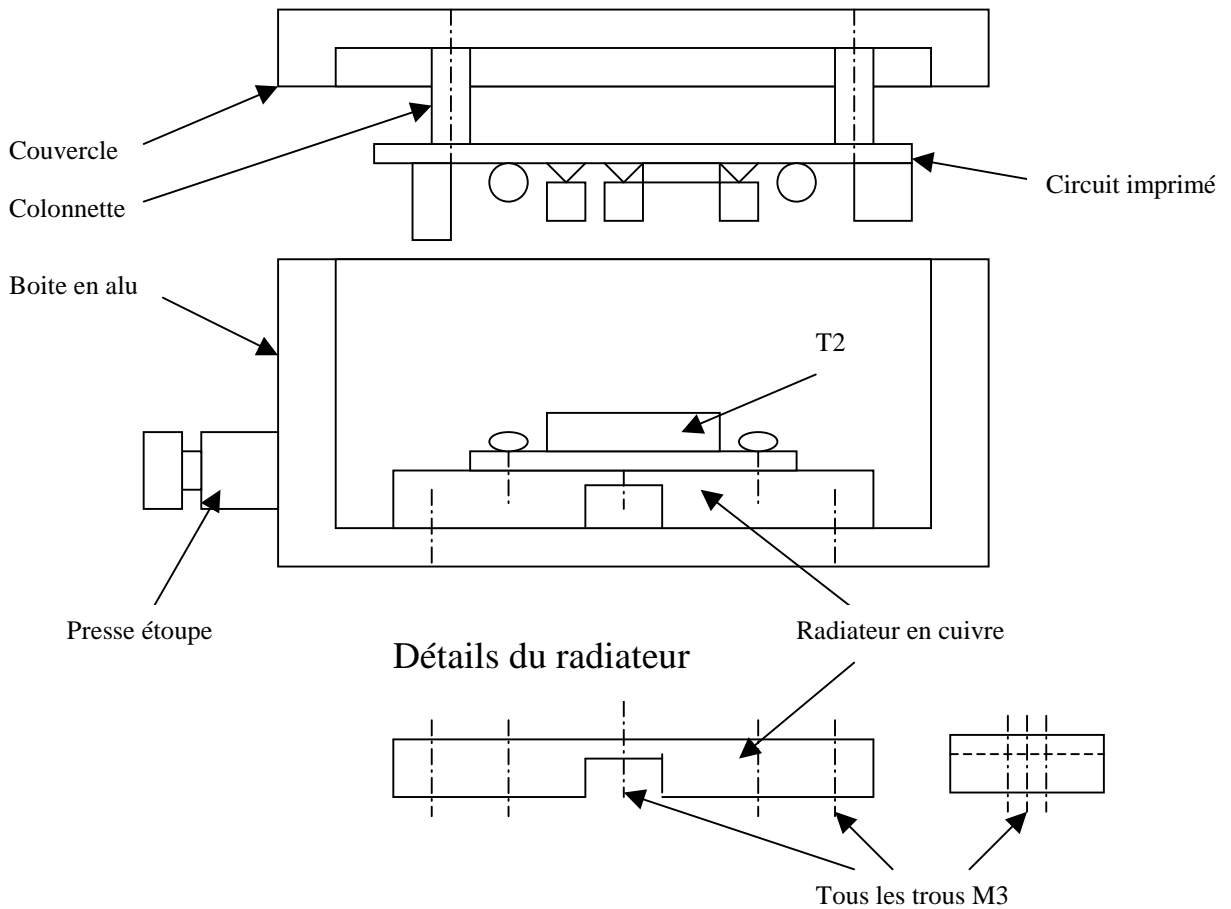 Couvercle
Colonnette
Circuit imprimé
Boite en alu
T2
Presse étoupe
Radiateur en cuivre
Détails du radiateur
Tous les trous M3